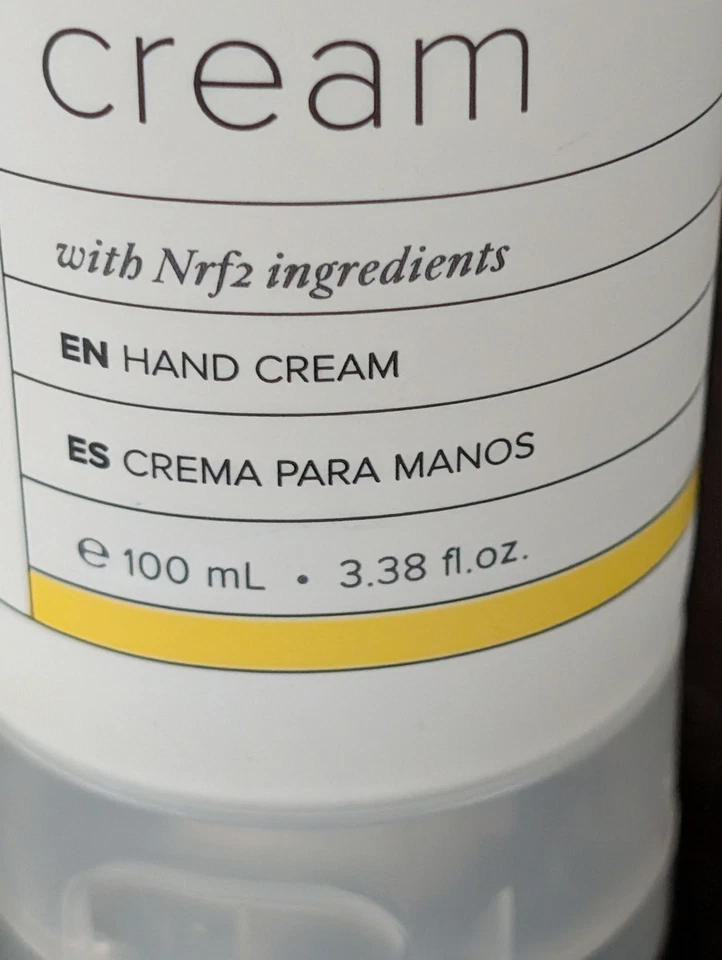 cream
with Nrf2 ingredients
EN HAND CREAM
ES CREMA PARA MANOS
℮ 100 mL • 3.38 fl.oz.